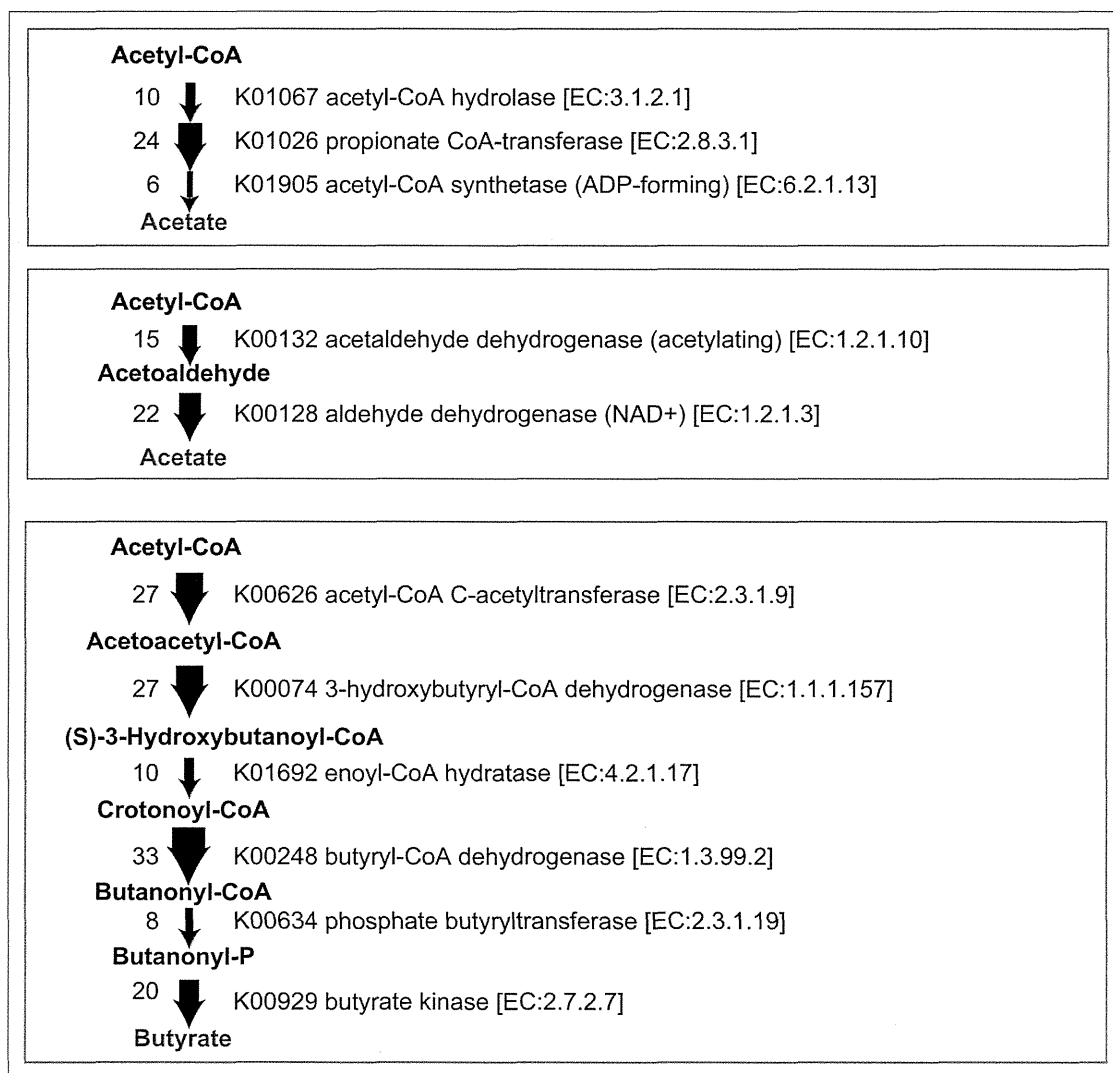 Acetyl-CoA
10 K01067 acetyl-CoA hydrolase [EC:3.1.2.1]
24 K01026 propionate CoA-transferase [EC:2.8.3.1]
6 K01905 acetyl-CoA synthetase (ADP-forming) [EC:6.2.1.13]
Acetate
Acetyl-CoA
15 K00132 acetaldehyde dehydrogenase (acetylating) [EC:1.2.1.10]
Acetoaldehyde
22 K00128 aldehyde dehydrogenase (NAD+) [EC:1.2.1.3]
Acetate
Acetyl-CoA
27 K00626 acetyl-CoA C-acetyltransferase [EC:2.3.1.9]
Acetoacetyl-CoA
27 K00074 3-hydroxybutyryl-CoA dehydrogenase [EC:1.1.1.157]
(S)-3-Hydroxybutanoyl-CoA
10 K01692 enoyl-CoA hydratase [EC:4.2.1.17]
Crotonoyl-CoA
33 K00248 butyryl-CoA dehydrogenase [EC:1.3.99.2]
Butanonyl-CoA
8 K00634 phosphate butyryltransferase [EC:2.3.1.19]
Butanonyl-P
20 K00929 butyrate kinase [EC:2.7.2.7]
Butyrate